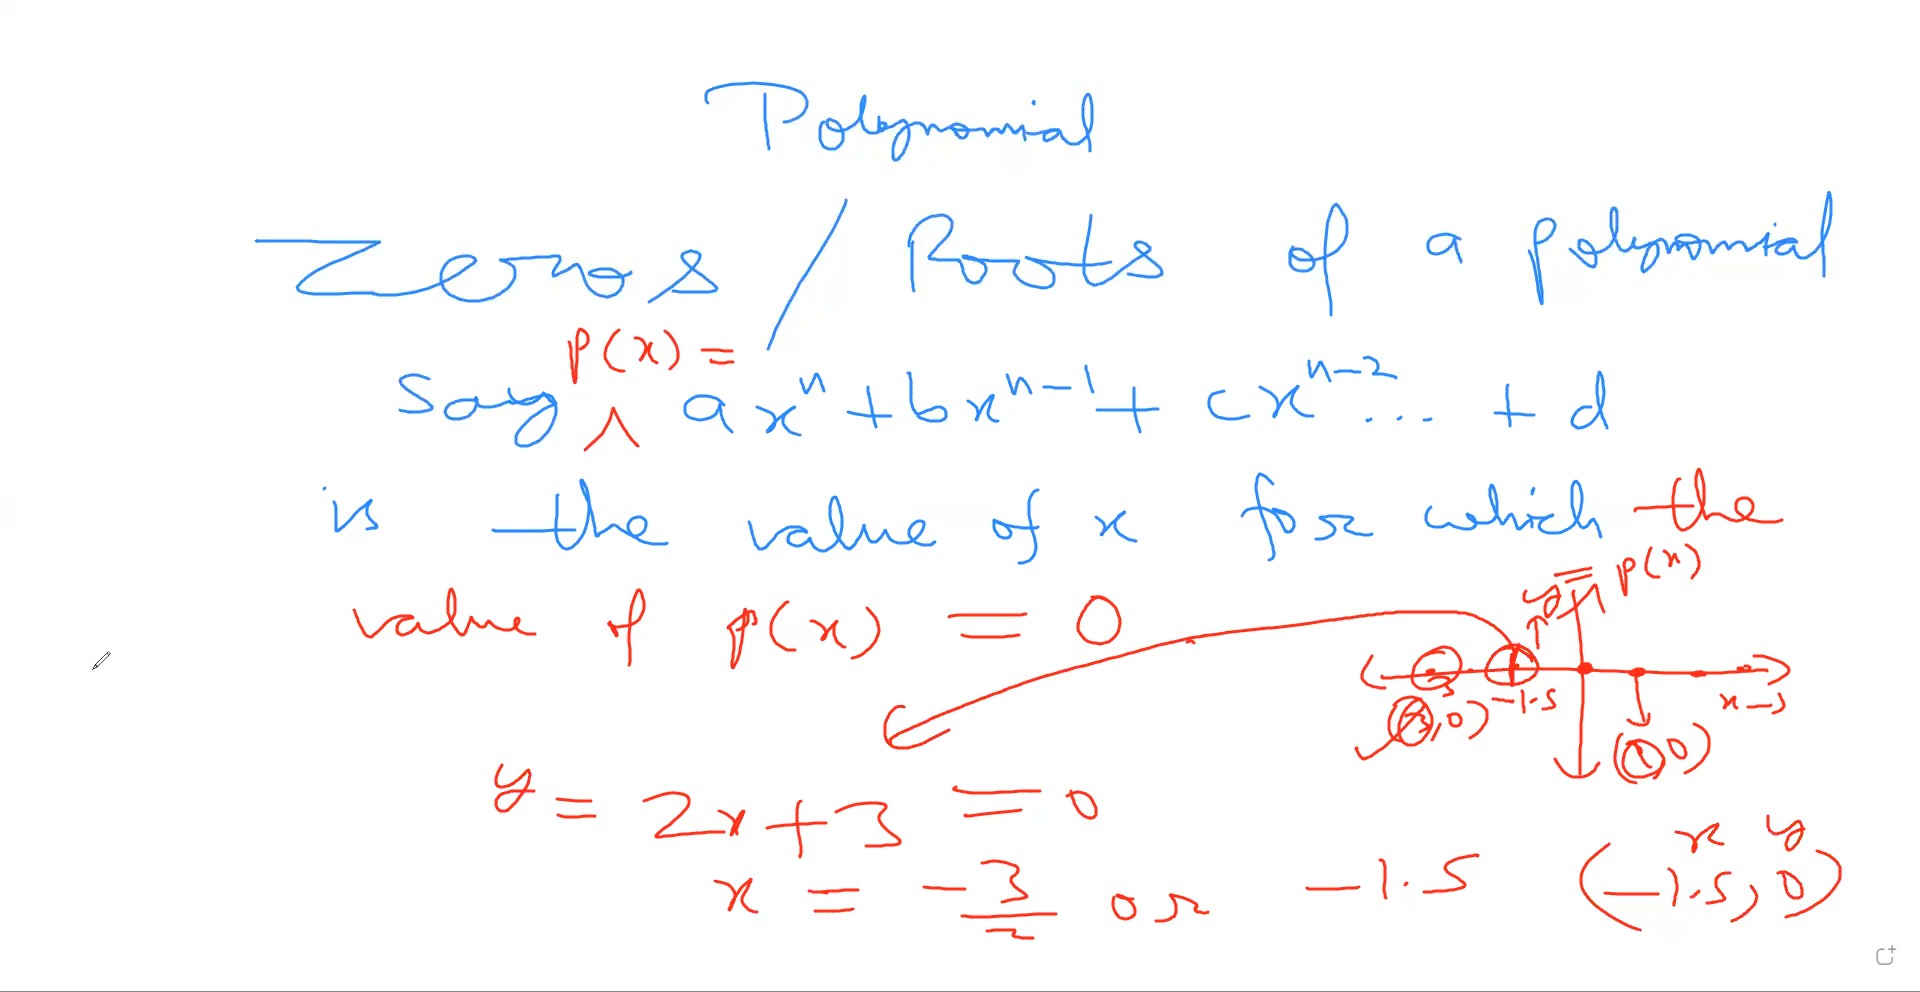 Polynomial
Zeros / Roots of a polynomial
p(x) =
Say ∧ ax^n + bx^(n-1) + cx^(n-2) ... + d
is the value of x for which the
value of p(x) = 0
y = p(x)
-1.5
x→
(,0)
(1,0)
y = 2x+3 = 0
x y
x = -3/2 or -1.5 (-1.5, 0)